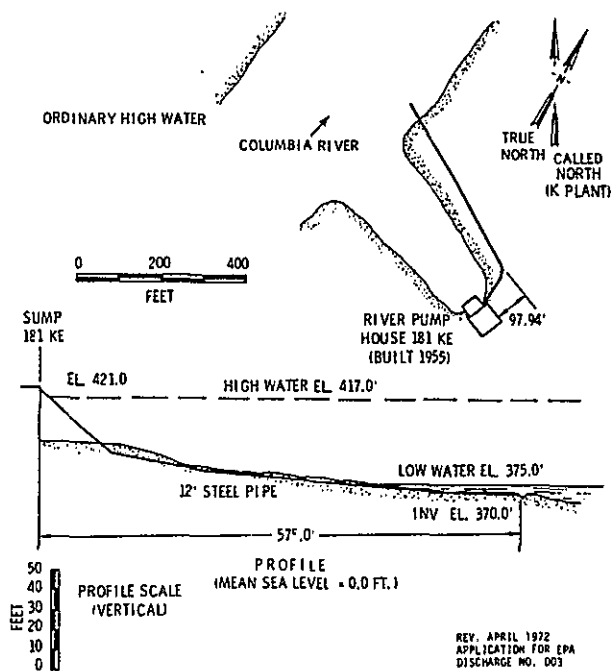 ORDINARY HIGH WATER
COLUMBIA RIVER
N
TRUE
NORTH
CALLED
NORTH
(K PLANT)
0 200 400
FEET
RIVER PUMP
HOUSE 181 KE
(BUILT 1955)
97.94'
SUMP
181 KE
EL. 421.0
HIGH WATER EL. 417.0'
LOW WATER EL. 375.0'
12" STEEL PIPE
INV EL. 370.0'
PROFILE
(MEAN SEA LEVEL = 0.0 FT.)
50
40
30
20
10
0
FEET
PROFILE SCALE
(VERTICAL)
REV. APRIL 1972
APPLICATION FOR EPA
DISCHARGE NO. 003